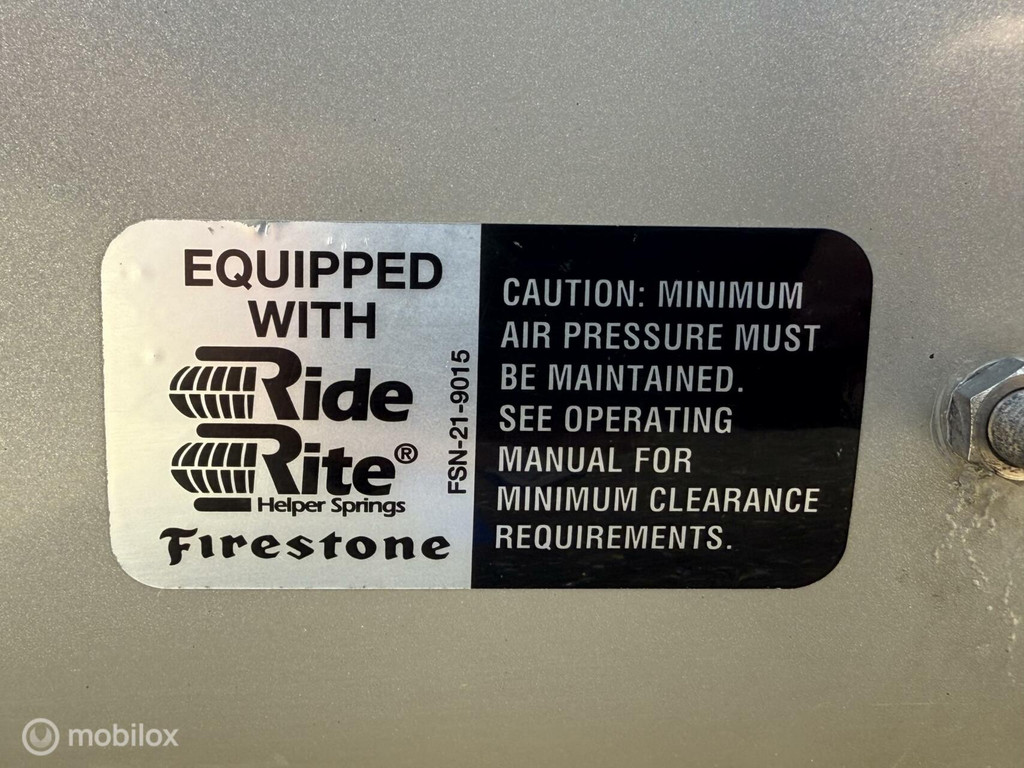 EQUIPPED
WITH
Ride
Rite®
Helper Springs
Firestone
FSN-21-9015
CAUTION: MINIMUM
AIR PRESSURE MUST
BE MAINTAINED.
SEE OPERATING
MANUAL FOR
MINIMUM CLEARANCE
REQUIREMENTS.
mobilox